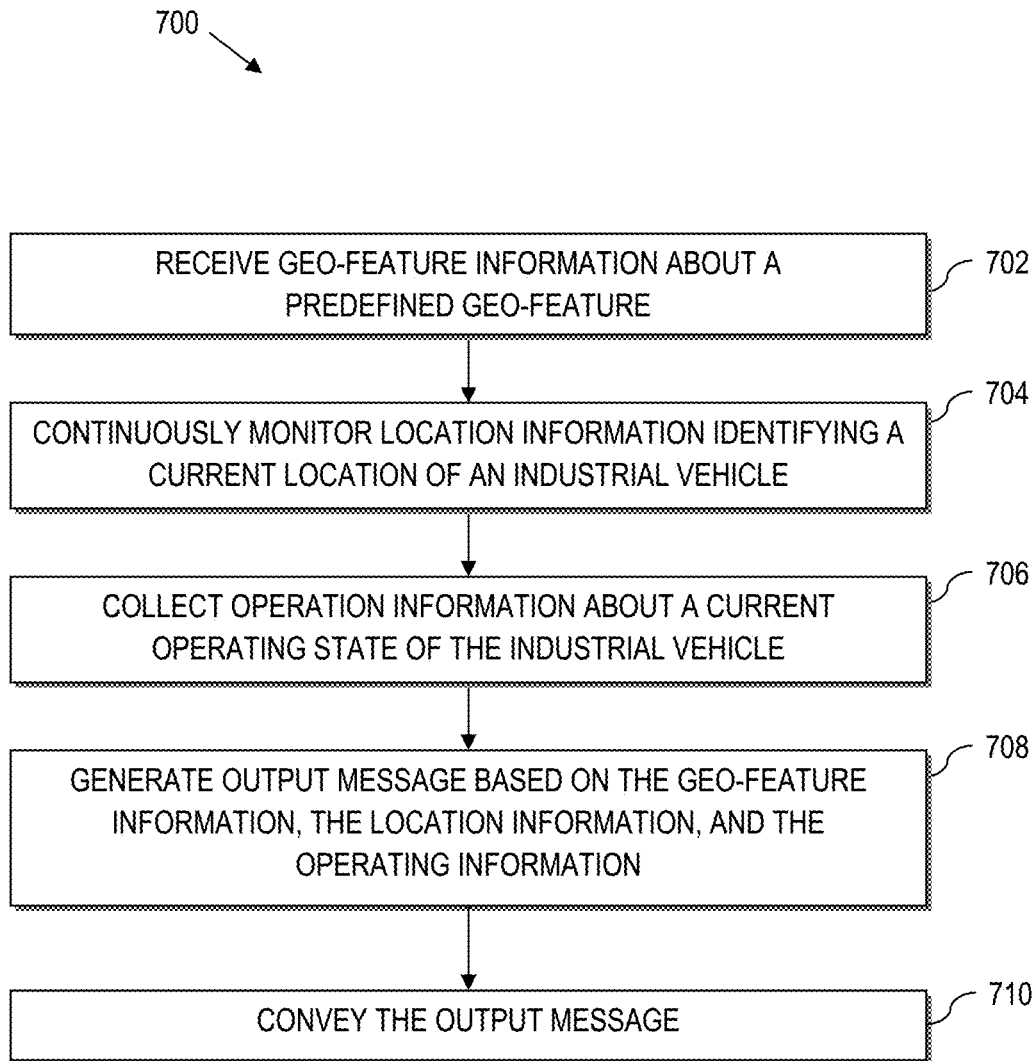 700
RECEIVE GEO-FEATURE INFORMATION ABOUT A
PREDEFINED GEO-FEATURE
702
CONTINUOUSLY MONITOR LOCATION INFORMATION IDENTIFYING A
CURRENT LOCATION OF AN INDUSTRIAL VEHICLE
704
COLLECT OPERATION INFORMATION ABOUT A CURRENT
OPERATING STATE OF THE INDUSTRIAL VEHICLE
706
GENERATE OUTPUT MESSAGE BASED ON THE GEO-FEATURE
INFORMATION, THE LOCATION INFORMATION, AND THE
OPERATING INFORMATION
708
CONVEY THE OUTPUT MESSAGE
710